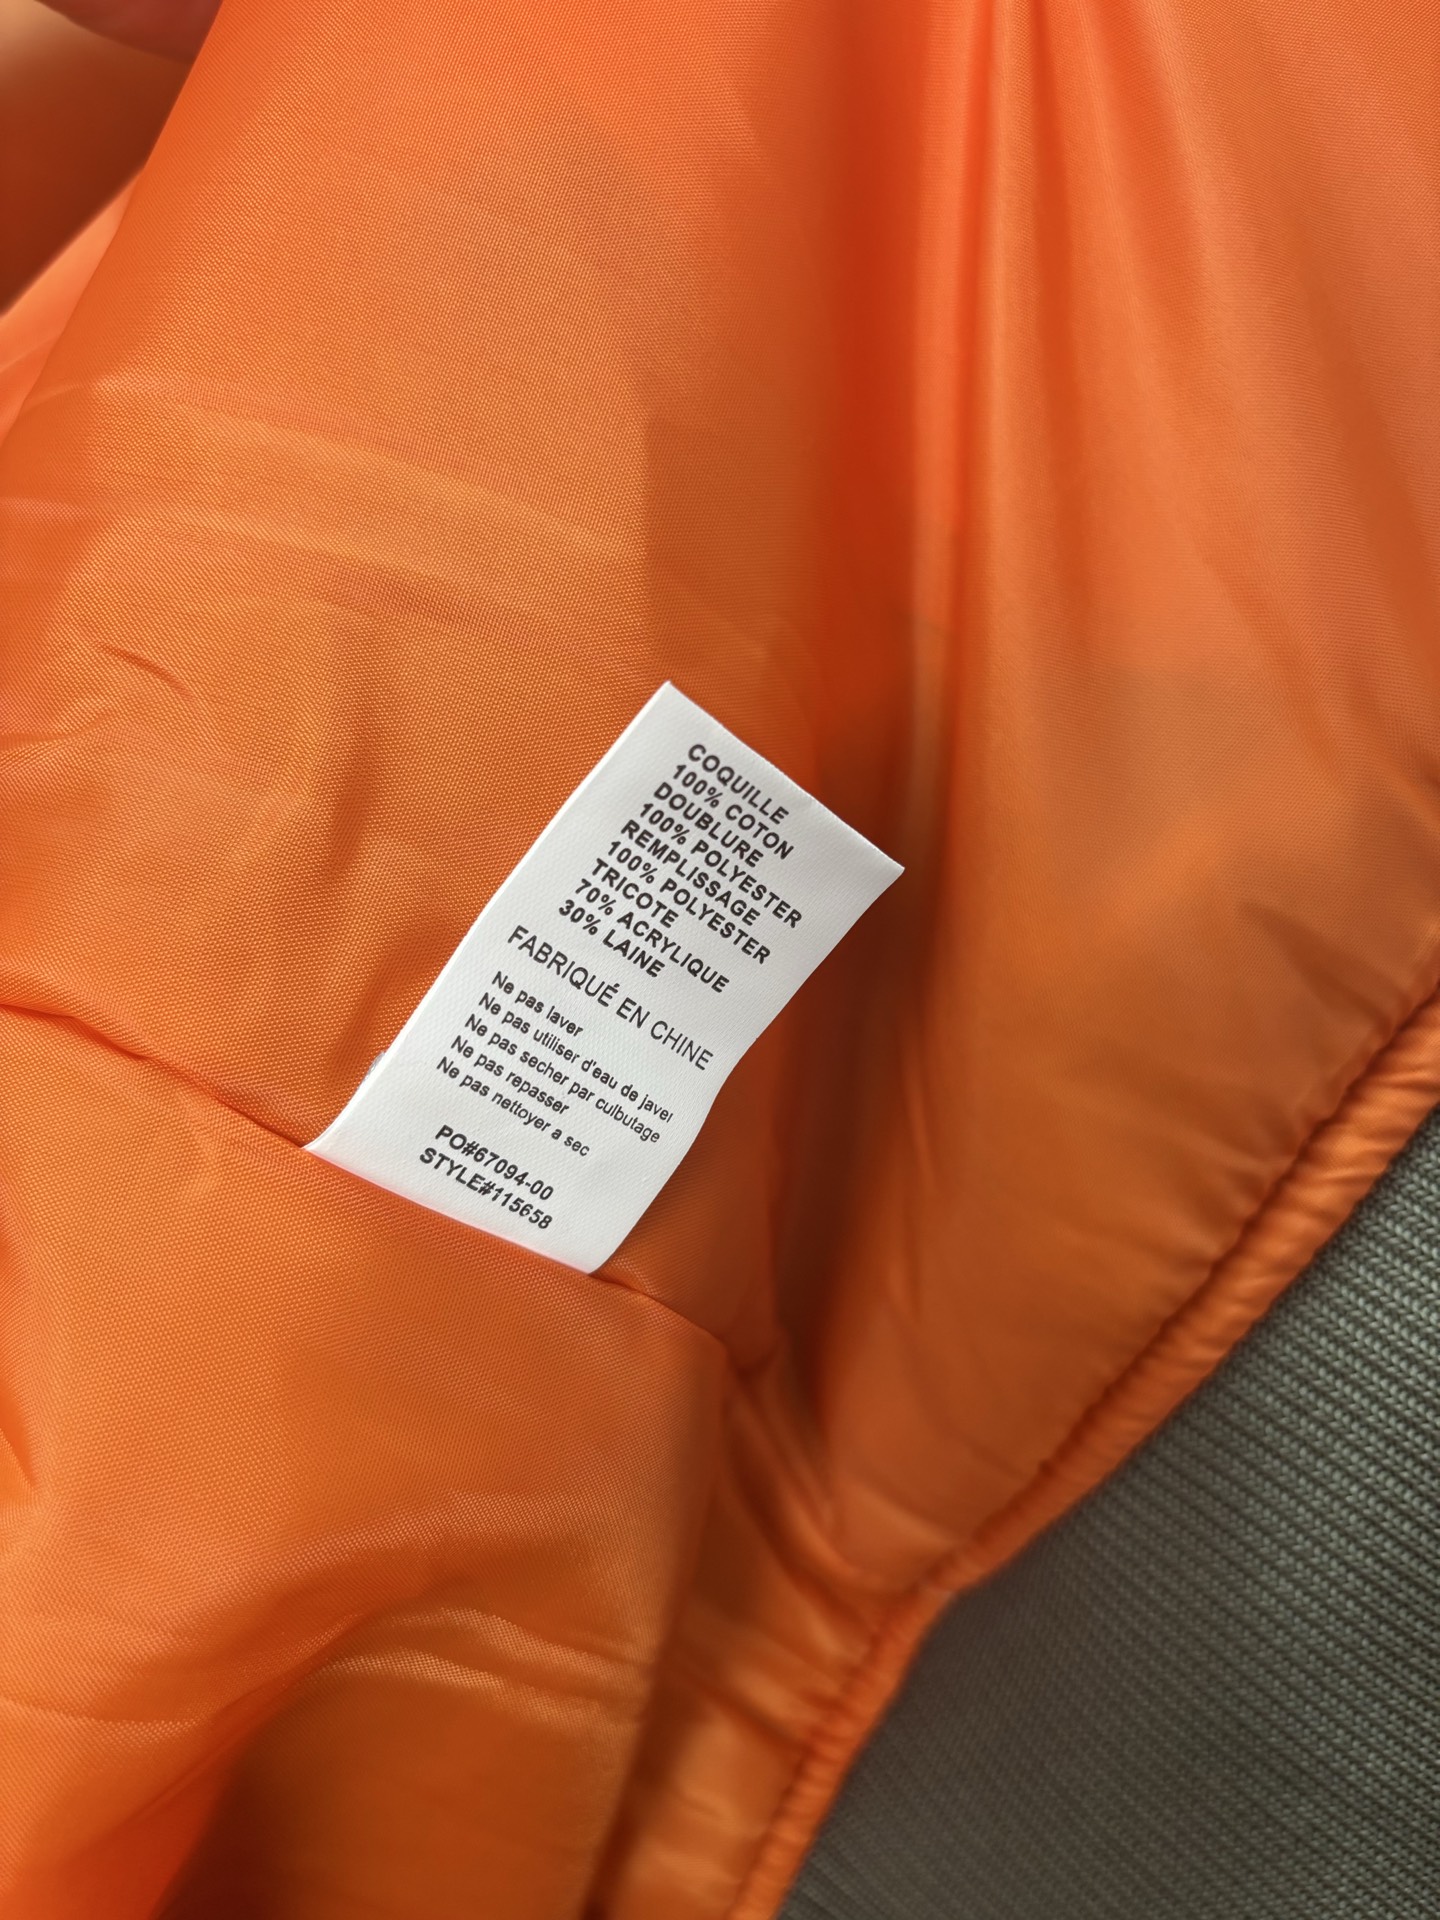 COQUILLE
100% COTON
DOUBLURE
100% POLYESTER
REMPLISSAGE
100% POLYESTER
TRICOTE
70% ACRYLIQUE
30% LAINE
FABRIQUÉ EN CHINE
Ne pas laver
Ne pas utiliser d'eau de javel
Ne pas secher par culbutage
Ne pas repasser
Ne pas nettoyer a sec
PO#67094-00
STYLE#115658